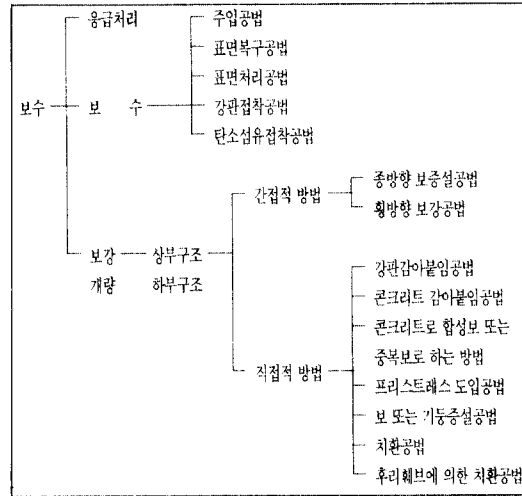 응급처리
주입공법
표면복구공법
표면처리공법
보수
보 수
강판접착공법
탄소섬유접착공법
간접적 방법
종방향 보증설공법
횡방향 보강공법
보강
상부구조
개량
하부구조
강판감아붙임공법
콘크리트 감아붙임공법
콘크리트로 합성보 또는
중복보로 하는 방법
직접적 방법
프리스트레스 도입공법
보 또는 기둥증설공법
치환공법
후리웨브에 의한 치환공법